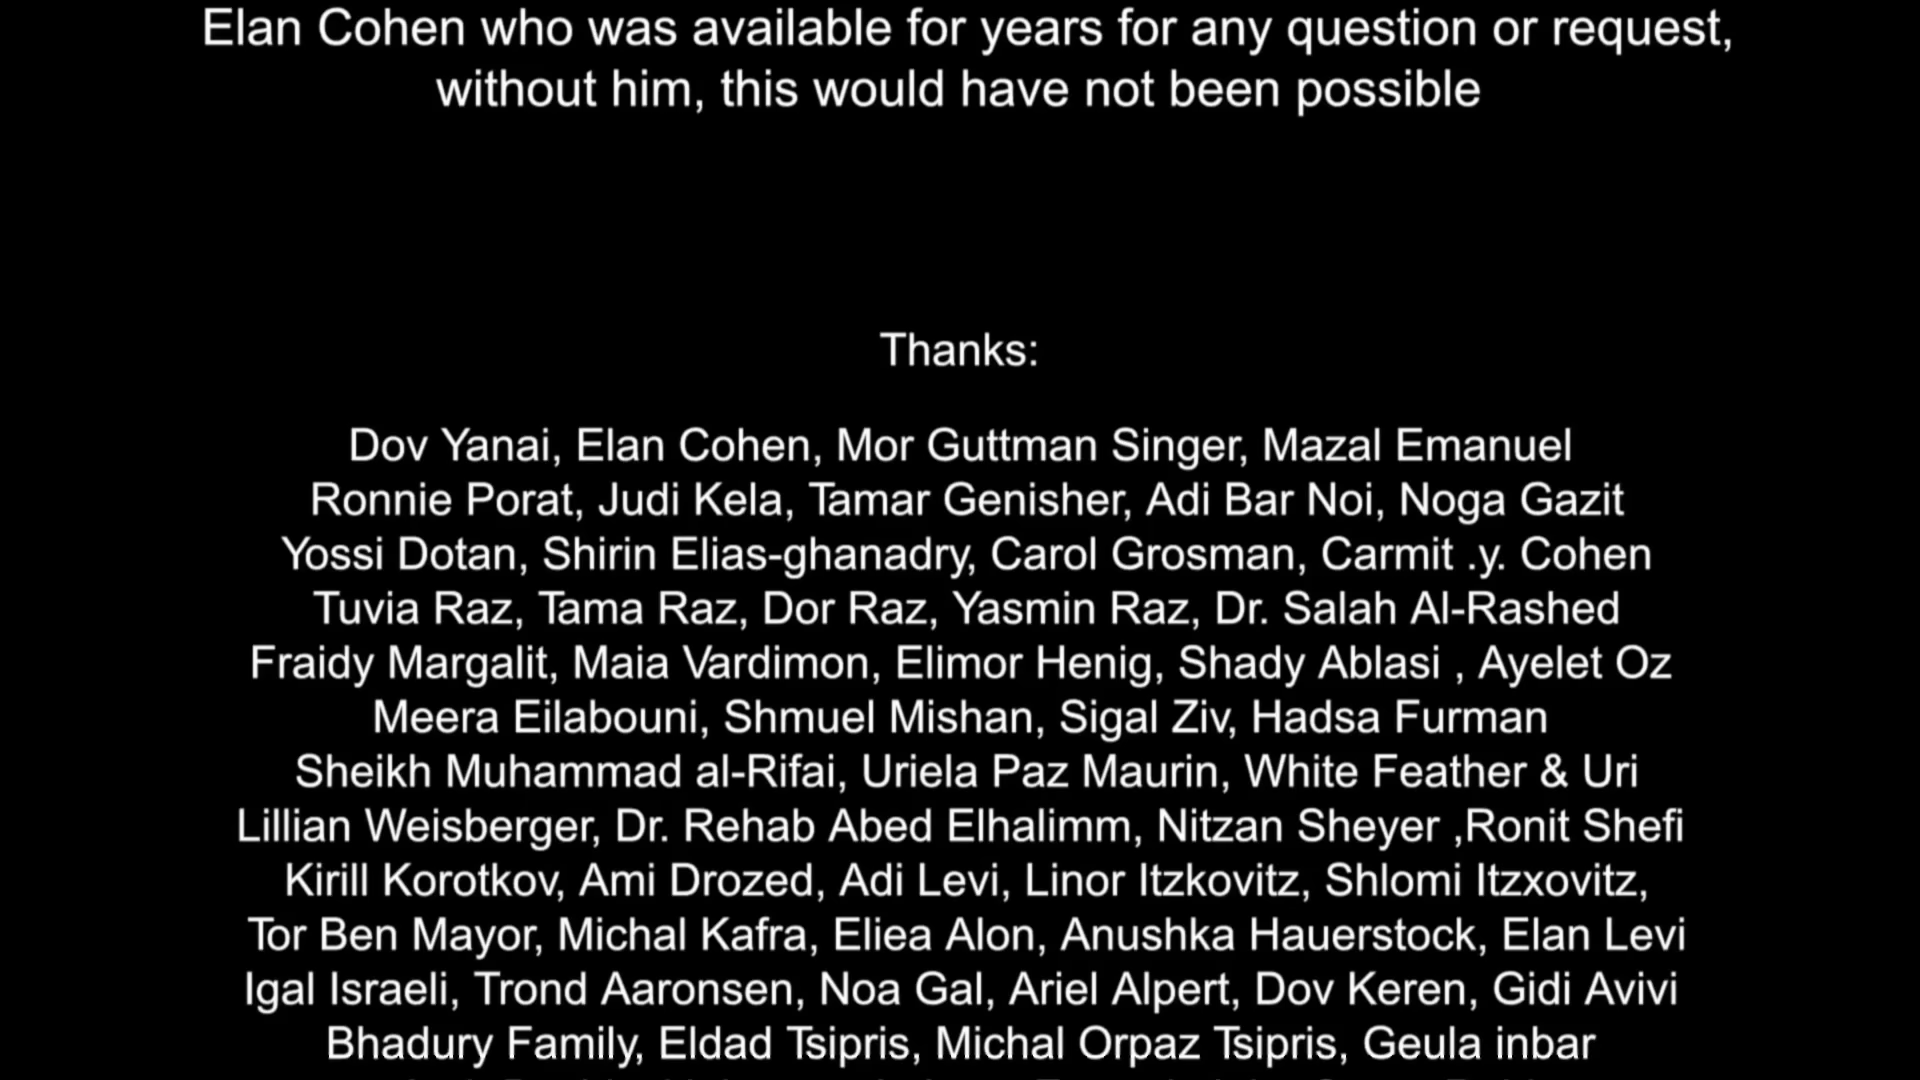 Elan Cohen who was available for years for any question or request,
without him, this would have not been possible
Thanks:
Dov Yanai, Elan Cohen, Mor Guttman Singer, Mazal Emanuel
Ronnie Porat, Judi Kela, Tamar Genisher, Adi Bar Noi, Noga Gazit
Yossi Dotan, Shirin Elias-ghanadry, Carol Grosman, Carmit .y. Cohen
Tuvia Raz, Tama Raz, Dor Raz, Yasmin Raz, Dr. Salah Al-Rashed
Fraidy Margalit, Maia Vardimon, Elimor Henig, Shady Ablasi , Ayelet Oz
Meera Eilabouni, Shmuel Mishan, Sigal Ziv, Hadsa Furman
Sheikh Muhammad al-Rifai, Uriela Paz Maurin, White Feather & Uri
Lillian Weisberger, Dr. Rehab Abed Elhalimm, Nitzan Sheyer ,Ronit Shefi
Kirill Korotkov, Ami Drozed, Adi Levi, Linor Itzkovitz, Shlomi Itzxovitz,
Tor Ben Mayor, Michal Kafra, Eliea Alon, Anushka Hauerstock, Elan Levi
Igal Israeli, Trond Aaronsen, Noa Gal, Ariel Alpert, Dov Keren, Gidi Avivi
Bhadury Family, Eldad Tsipris, Michal Orpaz Tsipris, Geula inbar